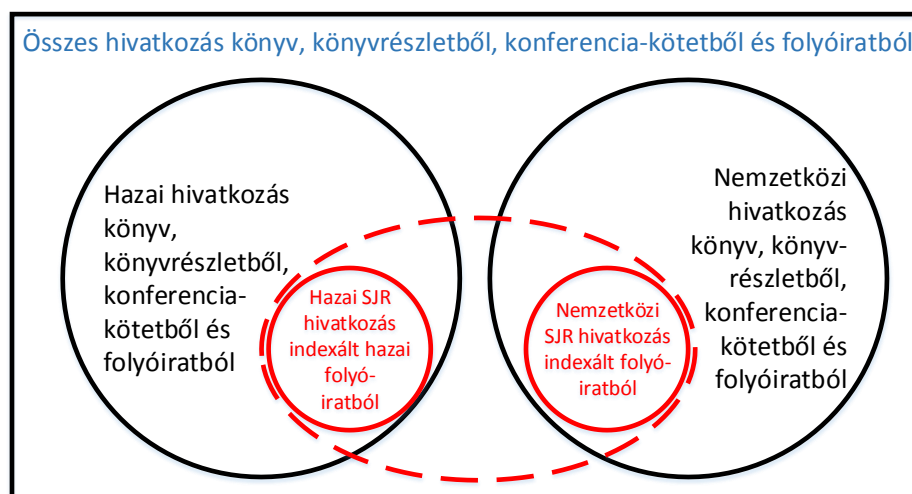 Összes hivatkozás könyv, könyvrészletből, konferencia-kötetből és folyóiratból
Hazai hivatkozás
könyv,
könyvrészletből,
konferencia-
kötetből és
folyóiratból
Hazai SJR
hivatkozás
indexált hazai
folyó-
iratból
Nemzetközi
SJR hivatkozás
indexált folyó-
iratból
Nemzetközi
hivatkozás
könyv, könyv-
részletből,
konferencia-
kötetből és
folyóiratból